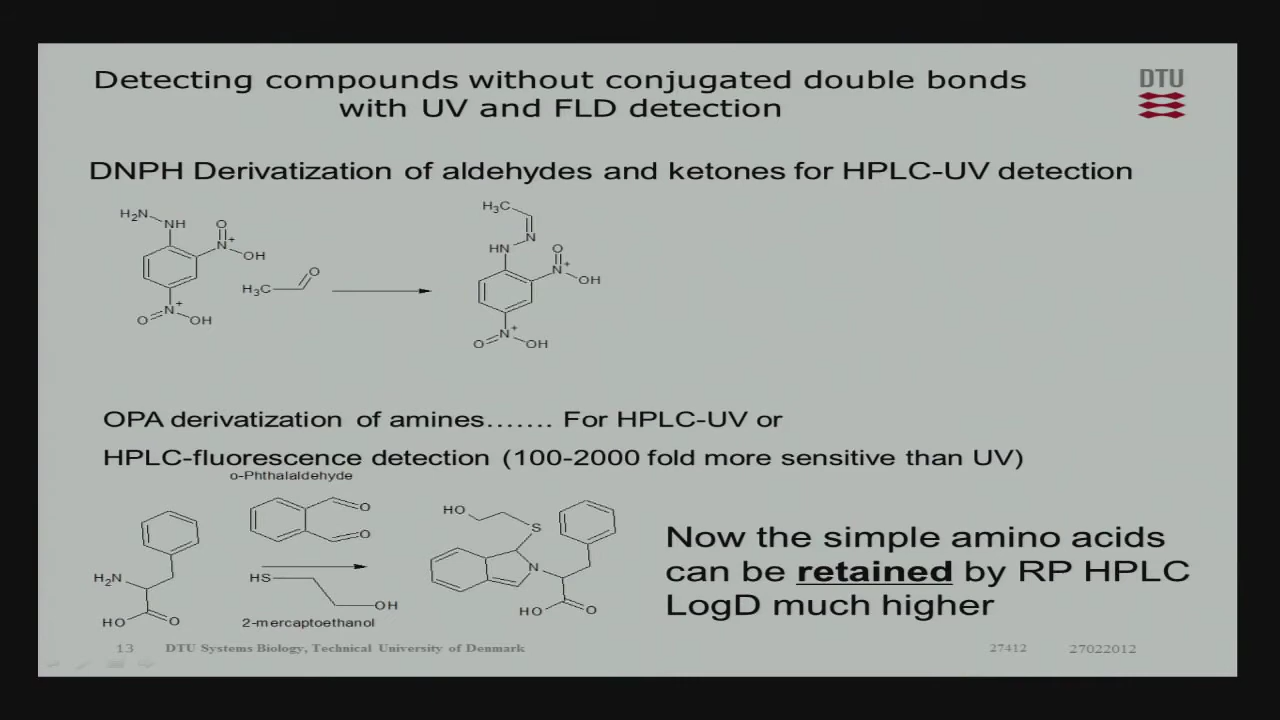 Detecting compounds without conjugated double bonds
with UV and FLD detection
DTU
DNPH Derivatization of aldehydes and ketones for HPLC-UV detection
H2N
NH
O
N+
OH
H3C
O
N+
O
OH
H3C
N
HN
O
N+
OH
N+
O
OH
OPA derivatization of amines....... For HPLC-UV or
HPLC-fluorescence detection (100-2000 fold more sensitive than UV)
o-Phthalaldehyde
O
O
H2N
HO
O
HS
OH
2-mercaptoethanol
HO
S
N
HO
O
Now the simple amino acids
can be retained by RP HPLC
LogD much higher
13 DTU Systems Biology, Technical University of Denmark 27412 27022012